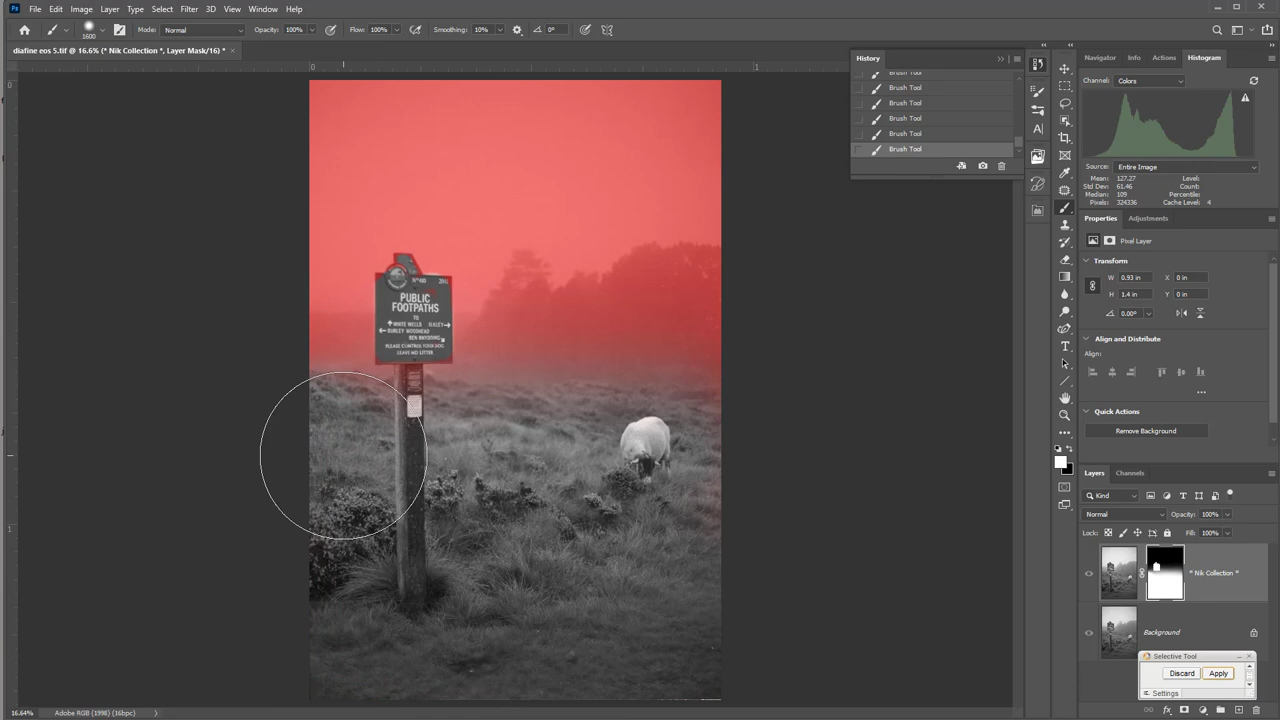 Ps File Edit Image Layer Type Select Filter 3D View Window Help
1600 Mode: Normal Opacity: 100% Flow: 100% Smoothing: 10% 0°
diafine eos 5.tif @ 16.6% (* Nik Collection *, Layer Mask/16) * ×
0 1
0
1
History
Brush Tool
Brush Tool
Brush Tool
Brush Tool
Brush Tool
Brush Tool
Navigator Info Actions Histogram
Channel: Colors
Source: Entire Image
Mean: 127.27 Level:
Std Dev: 61.46 Count:
Median: 109 Percentile:
Pixels: 324336 Cache Level: 4
Properties Adjustments
Pixel Layer
Transform
W 0.93 in X 0 in
H 1.4 in Y 0 in
0.00°
Align and Distribute
Align:
Quick Actions
Remove Background
Layers Channels
Kind
Normal Opacity: 100%
Lock: Fill: 100%
* Nik Collection *
Background
Selective Tool
Discard Apply
Settings
PUBLIC
FOOTPATHS
TO
WHITE WELLS ILKLEY
BURLEY WOODHEAD
BEN RHYDDING
PLEASE CONTROL YOUR DOG
LEAVE NO LITTER
16.64% Adobe RGB (1998) (16bpc)